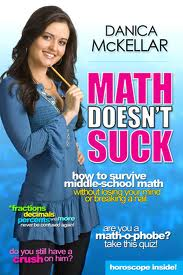 DANICA
McKELLAR
MATH
DOESN'T
SUCK
how to survive
middle-school math
without losing your mind
or breaking a nail
*fractions
decimals
percents & more
never be confused again!
are you a
math-o-phobe?
take this quiz!
do you still have a
crush on him?
horoscope inside!